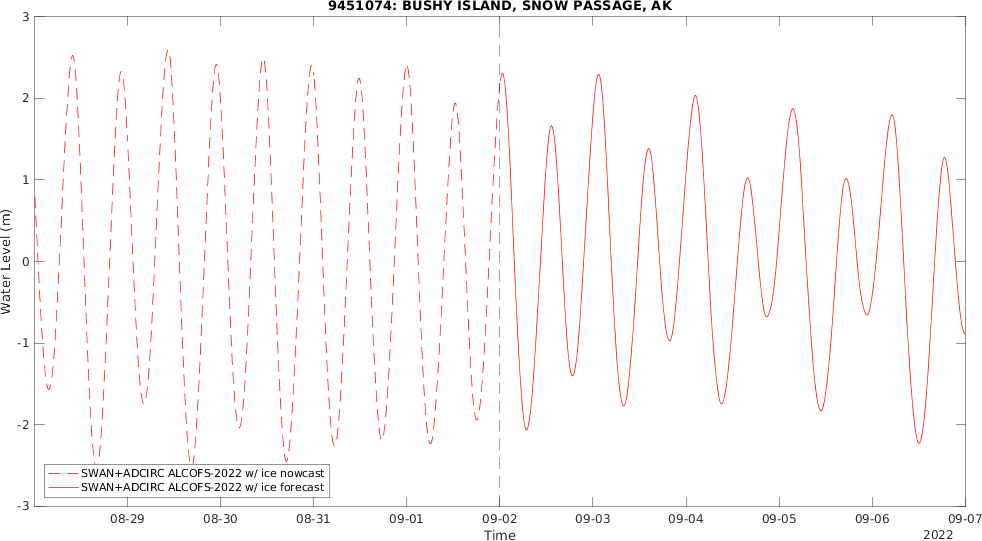 9451074: BUSHY ISLAND, SNOW PASSAGE, AK
3
2
1
0
-1
-2
-3
Water Level (m)
SWAN+ADCIRC ALCOFS-2022 w/ ice nowcast
SWAN+ADCIRC ALCOFS-2022 w/ ice forecast
08-29 08-30 08-31 09-01 09-02 09-03 09-04 09-05 09-06 09-07
Time
2022